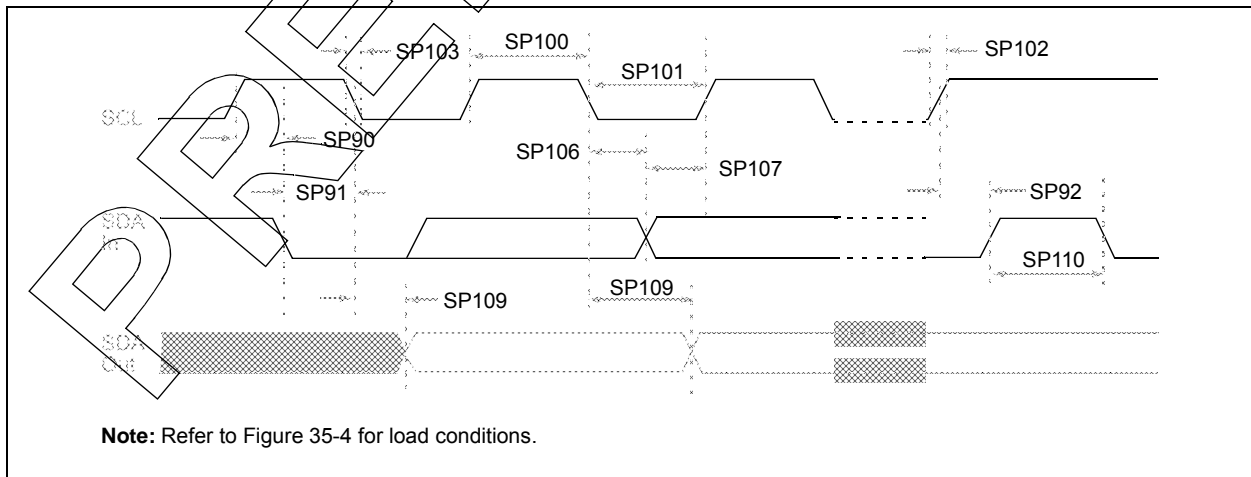 SP103
SP100
SP101
SP102
SCL
SP90
SP106
SP107
SP91
SP92
SDA
In
SP110
SP109
SP109
SDA
Out
Note: Refer to Figure 35-4 for load conditions.
PRE